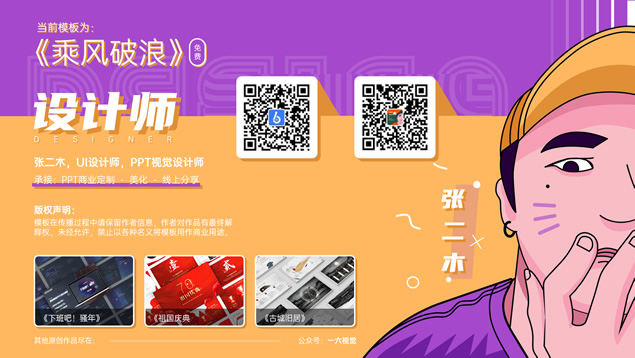 当前模板为：
《乘风破浪》
免费
设计师
DESIGNER
张二木，UI设计师，PPT视觉设计师
承接：PPT商业定制 · 美化 · 线上分享
版权声明：
模板在传播过程中请保留作者信息，作者对作品有最终解
释权，未经允许，禁止以各种名义将模板用作商业用途。
张二木
《下班吧！骚年》
《祖国庆典
《古城旧居》
其他原创作品尽在：
公众号：一六视觉